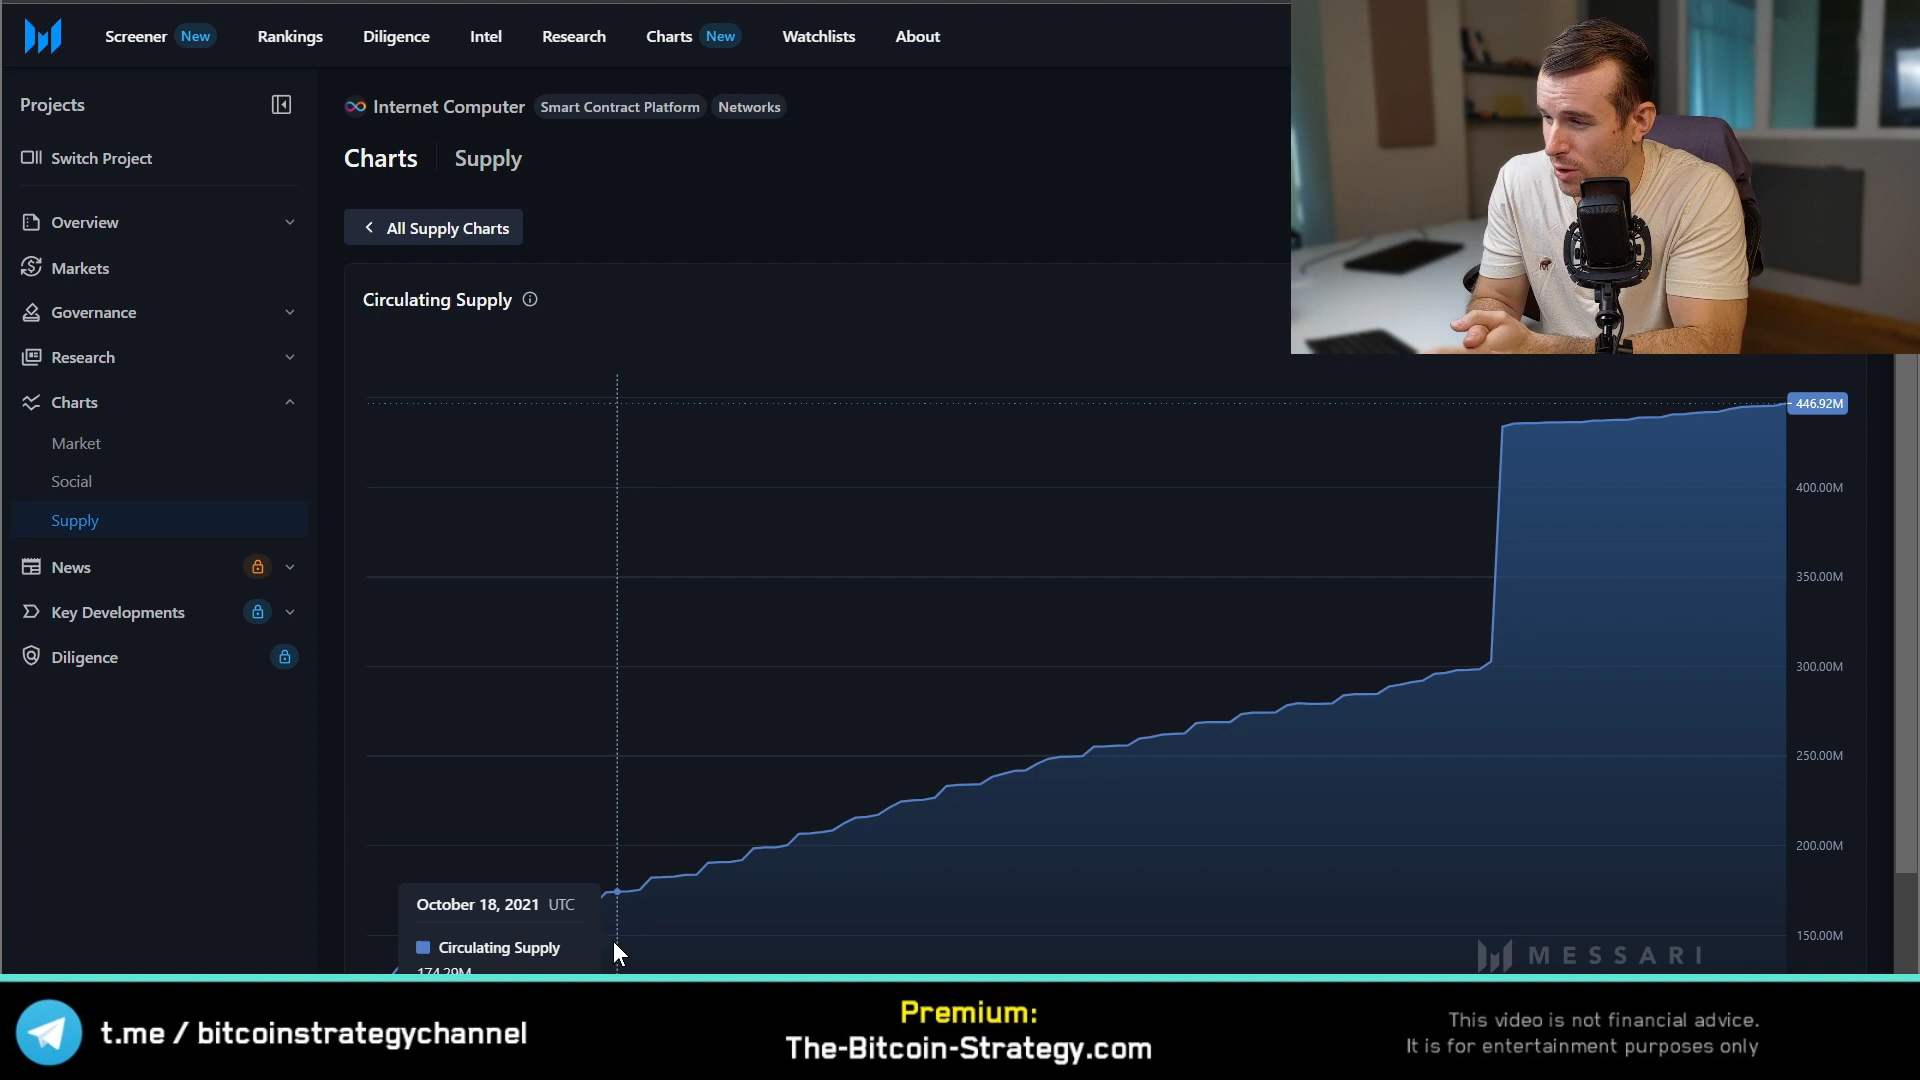 Screener New Rankings Diligence Intel Research Charts New Watchlists About
Projects
Switch Project
Overview
Markets
Governance
Research
Charts
Market
Social
Supply
News
Key Developments
Diligence
Internet Computer Smart Contract Platform Networks
Charts Supply
All Supply Charts
Circulating Supply
446.92M
400.00M
350.00M
300.00M
250.00M
200.00M
150.00M
October 18, 2021 UTC
Circulating Supply
174.29M
MESSARI
t.me / bitcoinstrategychannel
Premium:
The-Bitcoin-Strategy.com
This video is not financial advice.
It is for entertainment purposes only